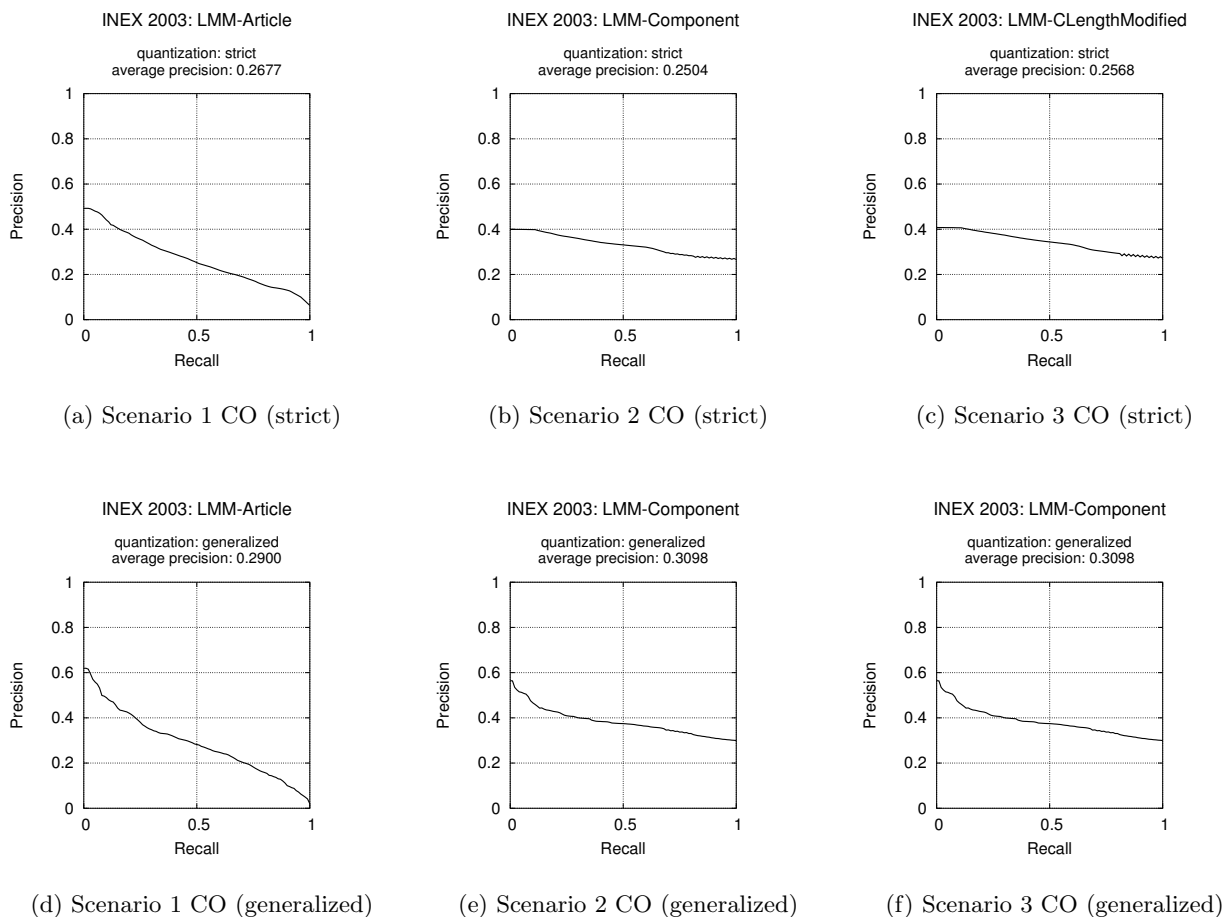 INEX 2003: LMM-Article
quantization: strict
average precision: 0.2677
1
0.8
0.6
0.4
0.2
0
Precision
0 0.5 1
Recall
(a) Scenario 1 CO (strict)
INEX 2003: LMM-Component
quantization: strict
average precision: 0.2504
1
0.8
0.6
0.4
0.2
0
Precision
0 0.5 1
Recall
(b) Scenario 2 CO (strict)
INEX 2003: LMM-CLengthModified
quantization: strict
average precision: 0.2568
1
0.8
0.6
0.4
0.2
0
Precision
0 0.5 1
Recall
(c) Scenario 3 CO (strict)
INEX 2003: LMM-Article
quantization: generalized
average precision: 0.2900
1
0.8
0.6
0.4
0.2
0
Precision
0 0.5 1
Recall
(d) Scenario 1 CO (generalized)
INEX 2003: LMM-Component
quantization: generalized
average precision: 0.3098
1
0.8
0.6
0.4
0.2
0
Precision
0 0.5 1
Recall
(e) Scenario 2 CO (generalized)
INEX 2003: LMM-Component
quantization: generalized
average precision: 0.3098
1
0.8
0.6
0.4
0.2
0
Precision
0 0.5 1
Recall
(f) Scenario 3 CO (generalized)